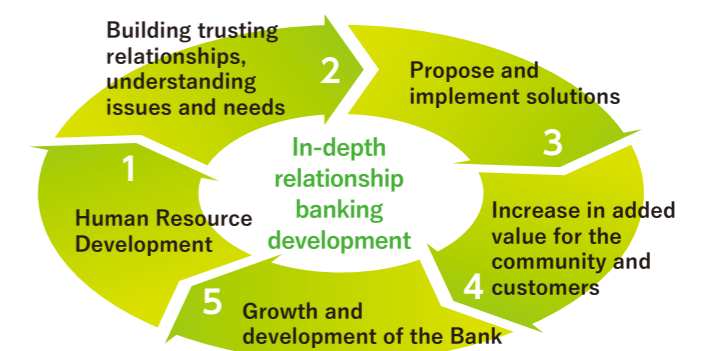 Building trusting
relationships,
understanding
issues and needs
2
Propose and
implement solutions
3
1
Human Resource
Development
In-depth
relationship
banking
development
Increase in added
value for the
community and
customers
4
5
Growth and
development of the Bank